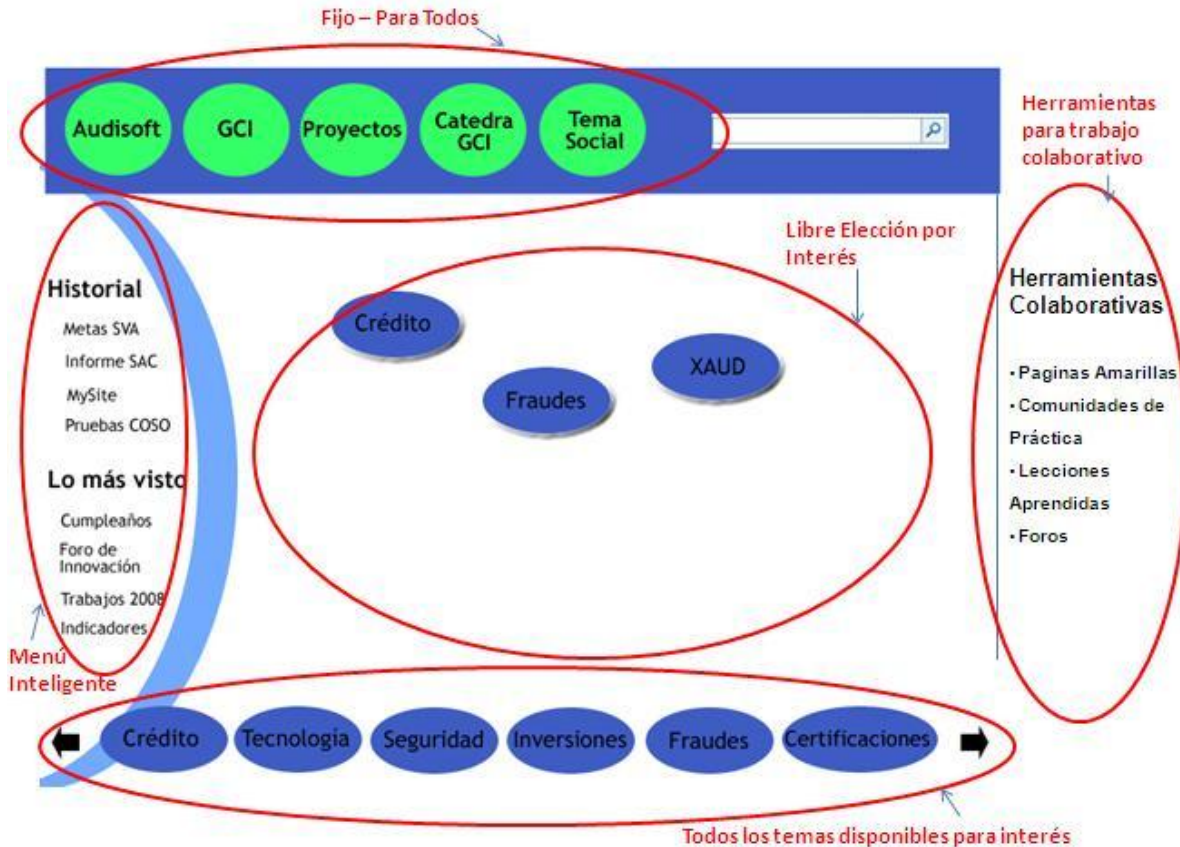 Fijo – Para Todos
Audisoft
GCI
Proyectos
Catedra
GCI
Tema
Social
Herramientas
para trabajo
colaborativo
Libre Elección por
Interés
Historial
Metas SVA
Informe SAC
MySite
Pruebas COSO
Lo más visto
Cumpleaños
Foro de
Innovación
Trabajos 2008
Indicadores
Menú
Inteligente
Crédito
Fraudes
XAUD
Herramientas
Colaborativas
• Paginas Amarillas
• Comunidades de
Práctica
• Lecciones
Aprendidas
• Foros
Crédito
Tecnología
Seguridad
Inversiones
Fraudes
Certificaciones
Todos los temas disponibles para interés